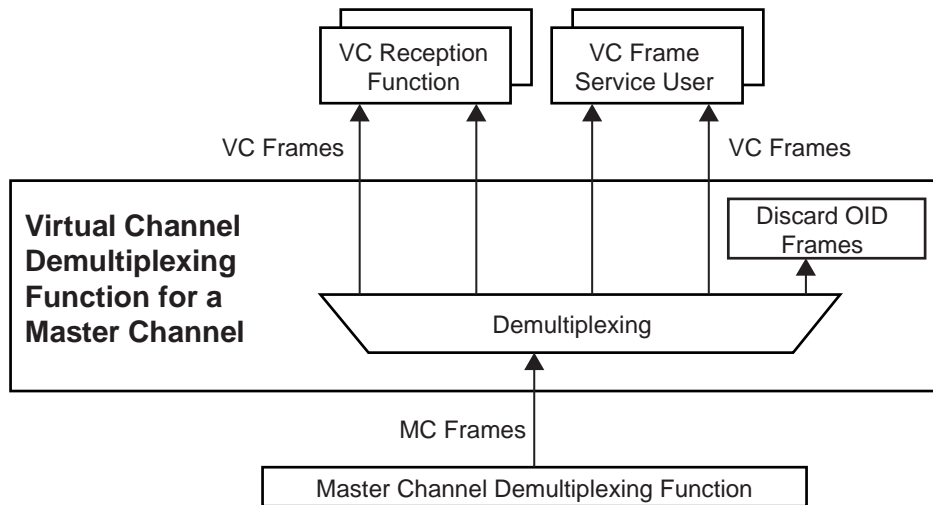 VC Reception
Function
VC Frame
Service User
VC Frames
VC Frames
Virtual Channel
Demultiplexing
Function for a
Master Channel
Discard OID
Frames
Demultiplexing
MC Frames
Master Channel Demultiplexing Function